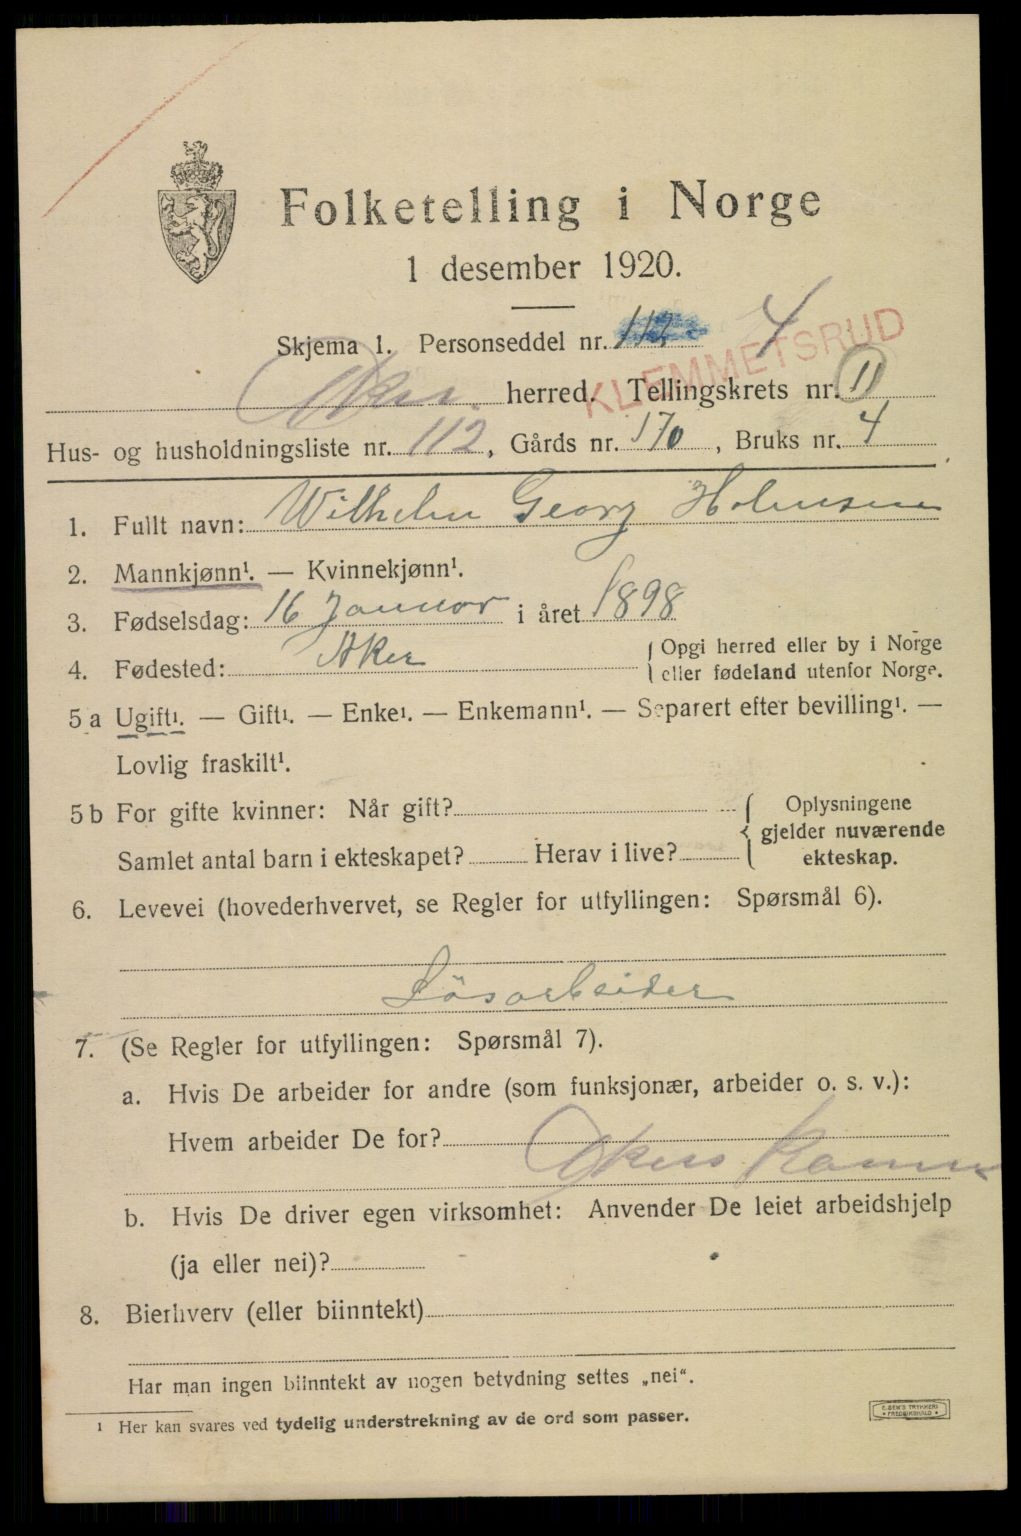 Folketelling i Norge
1 desember 1920.
Skjema 1. Personseddel nr. 112 4
KLEMMETSRUD
Aker herred. Tellingskrets nr. 11
Hus- og husholdningsliste nr. 112, Gårds nr. 170, Bruks nr. 4
1. Fullt navn: Wilhelm Georg Holmsen
2. Mannkjønn¹. — Kvinnekjønn¹.
3. Fødselsdag: 16 Januar i året 1898
4. Fødested: Aker { Opgi herred eller by i Norge
eller fødeland utenfor Norge.
5 a Ugift¹. — Gift¹. — Enke¹. — Enkemann¹. — Separert efter bevilling¹. —
Lovlig fraskilt¹.
5 b For gifte kvinner: Når gift? { Oplysningene
gjelder nuværende
Samlet antal barn i ekteskapet? Herav i live? ekteskap.
6. Levevei (hovederhvervet, se Regler for utfyllingen: Spørsmål 6).
Løsarbeider
7. (Se Regler for utfyllingen: Spørsmål 7).
a. Hvis De arbeider for andre (som funksjonær, arbeider o. s. v.):
Hvem arbeider De for?
Akers Komm
b. Hvis De driver egen virksomhet: Anvender De leiet arbeidshjelp
(ja eller nei)?
8. Bierhverv (eller biinntekt)
Har man ingen biinntekt av nogen betydning settes „nei“.
¹ Her kan svares ved tydelig understrekning av de ord som passer.
FREDRIKSHALD